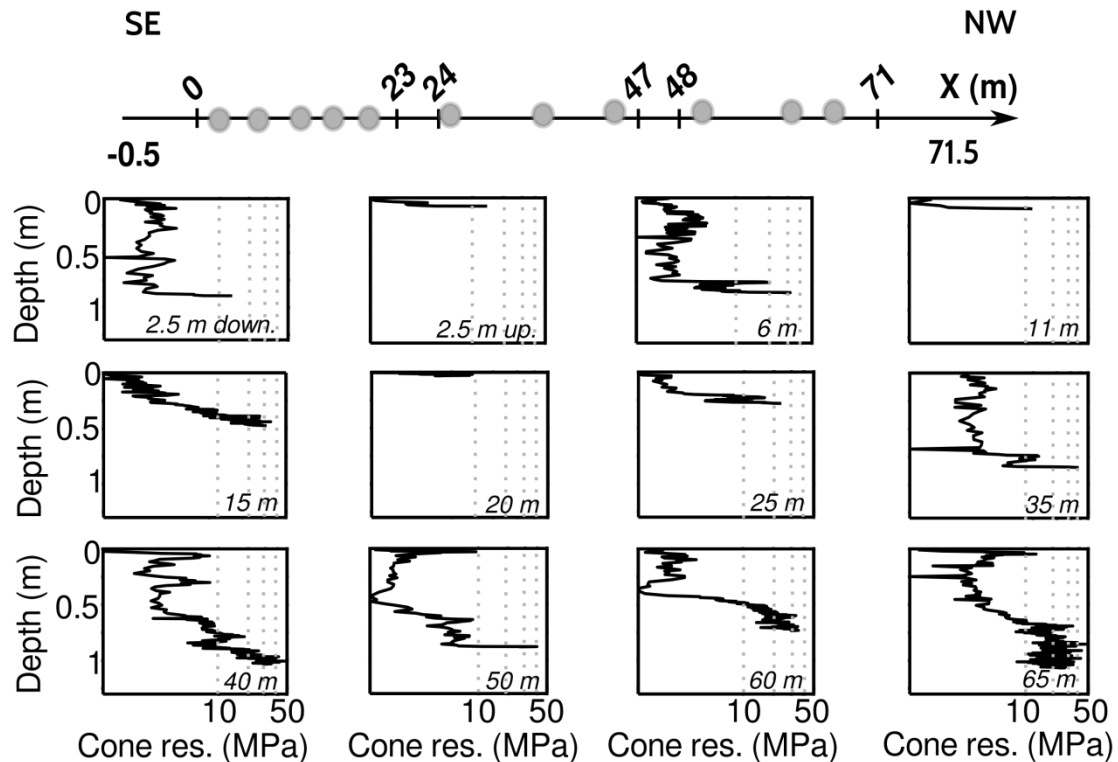 SE NW
0 23 24 47 48 71 X (m)
-0.5 71.5
Depth (m)
0
0.5
1
2.5 m down. 2.5 m up. 6 m 11 m
Depth (m)
0
0.5
1
15 m 20 m 25 m 35 m
Depth (m)
0
0.5
1
40 m 50 m 60 m 65 m
10 50 10 50 10 50 10 50
Cone res. (MPa) Cone res. (MPa) Cone res. (MPa) Cone res. (MPa)